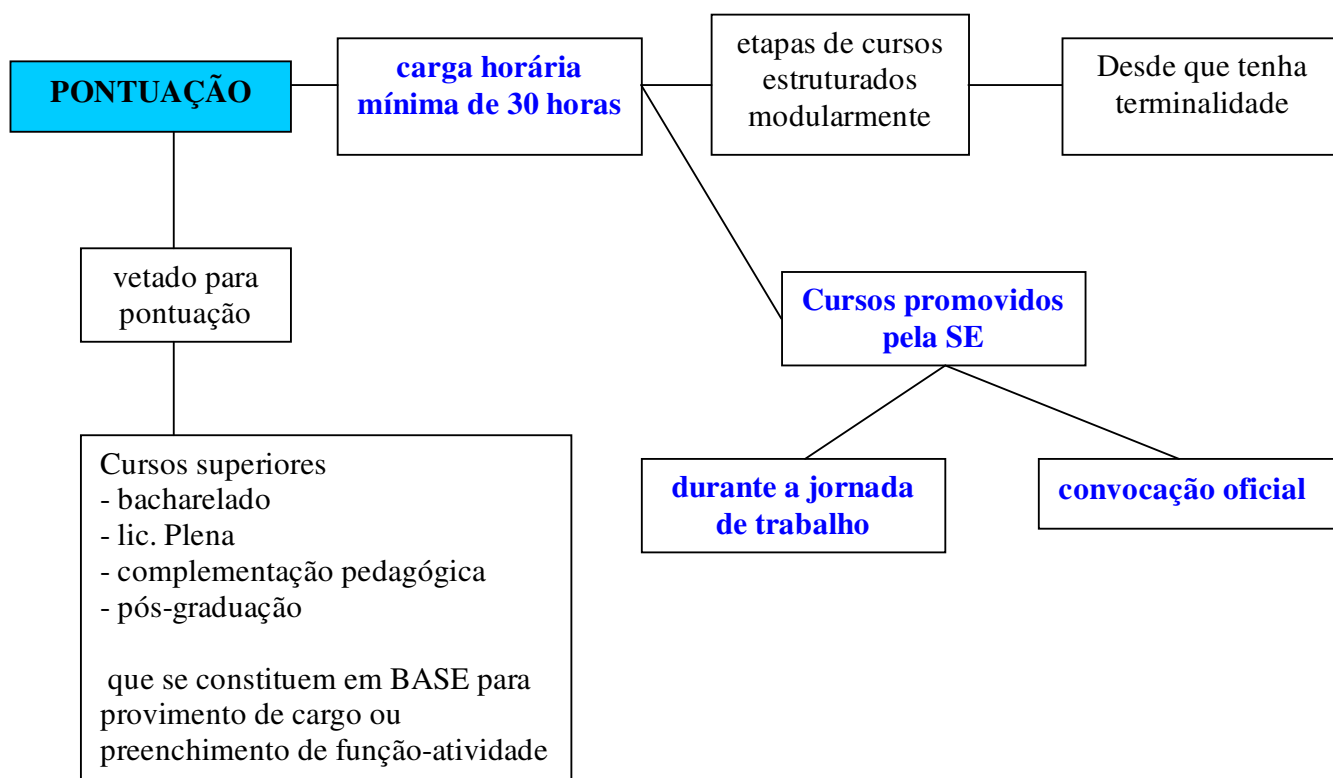 PONTUAÇÃO
carga horária
mínima de 30 horas
etapas de cursos
estruturados
modularmente
Desde que tenha
terminalidade
vetado para
pontuação
Cursos promovidos
pela SE
durante a jornada
de trabalho
convocação oficial
Cursos superiores
- bacharelado
- lic. Plena
- complementação pedagógica
- pós-graduação
que se constituem em BASE para
provimento de cargo ou
preenchimento de função-atividade